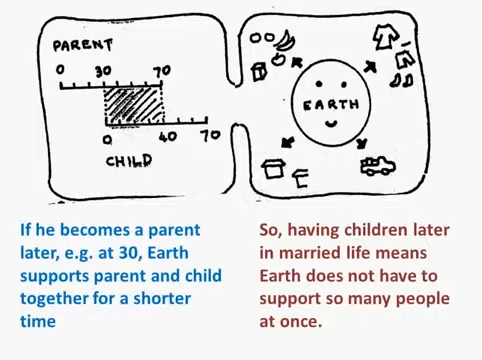 PARENT
0 30 70
0 40 70
CHILD
EARTH
If he becomes a parent
later, e.g. at 30, Earth
supports parent and child
together for a shorter
time
So, having children later
in married life means
Earth does not have to
support so many people
at once.